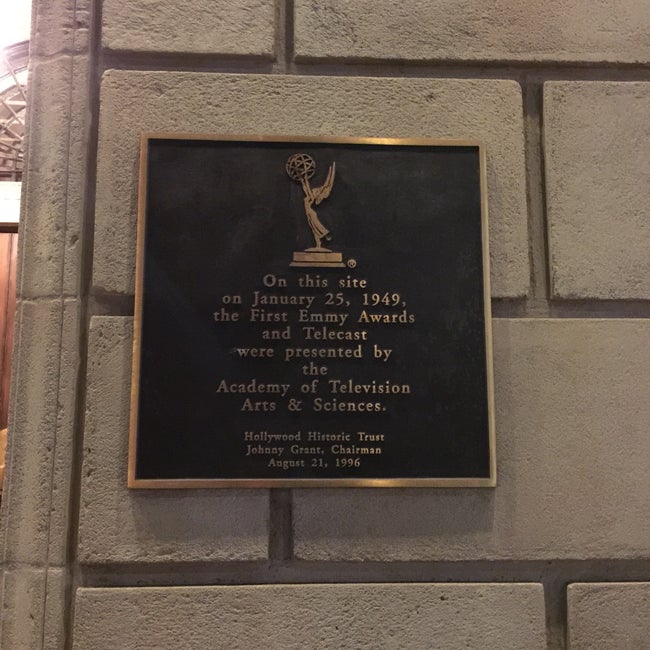 ®
On this site
on January 25, 1949,
the First Emmy Awards
and Telecast
were presented by
the
Academy of Television
Arts & Sciences.
Hollywood Historic Trust
Johnny Grant, Chairman
August 21, 1996